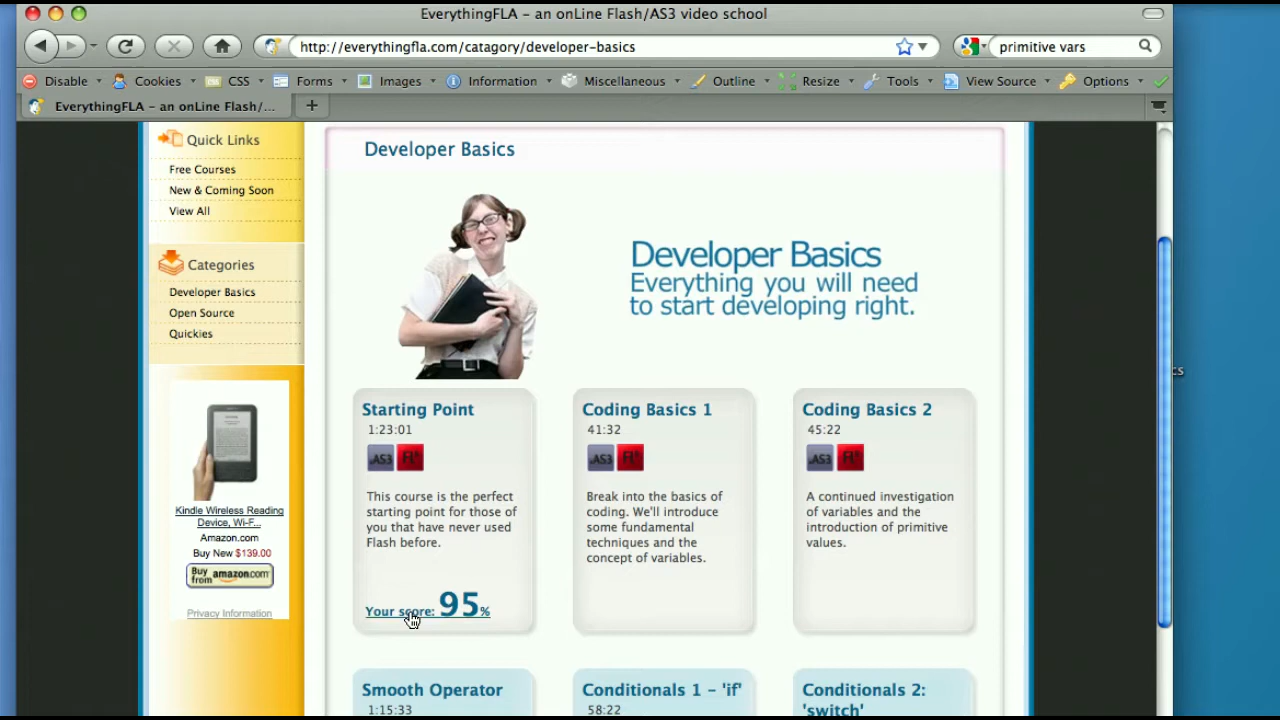 EverythingFLA – an onLine Flash/AS3 video school
http://everythingfla.com/catagory/developer-basics
primitive vars
Disable
Cookies
CSS
Forms
Images
Information
Miscellaneous
Outline
Resize
Tools
View Source
Options
EverythingFLA – an onLine Flash/...
Quick Links
Free Courses
New & Coming Soon
View All
Categories
Developer Basics
Open Source
Quickies
Kindle Wireless Reading
Device, Wi-F...
Amazon.com
Buy New $139.00
Buy from amazon.com
Privacy Information
Developer Basics
Developer Basics
Everything you will need
to start developing right.
Starting Point
1:23:01
AS3 FLA
This course is the perfect
starting point for those of
you that have never used
Flash before.
Your score: 95%
Coding Basics 1
41:32
AS3 FLA
Break into the basics of
coding. We'll introduce
some fundamental
techniques and the
concept of variables.
Coding Basics 2
45:22
AS3 FLA
A continued investigation
of variables and the
introduction of primitive
values.
Smooth Operator
1:15:33
Conditionals 1 – 'if'
58:22
Conditionals 2:
'switch'
cs